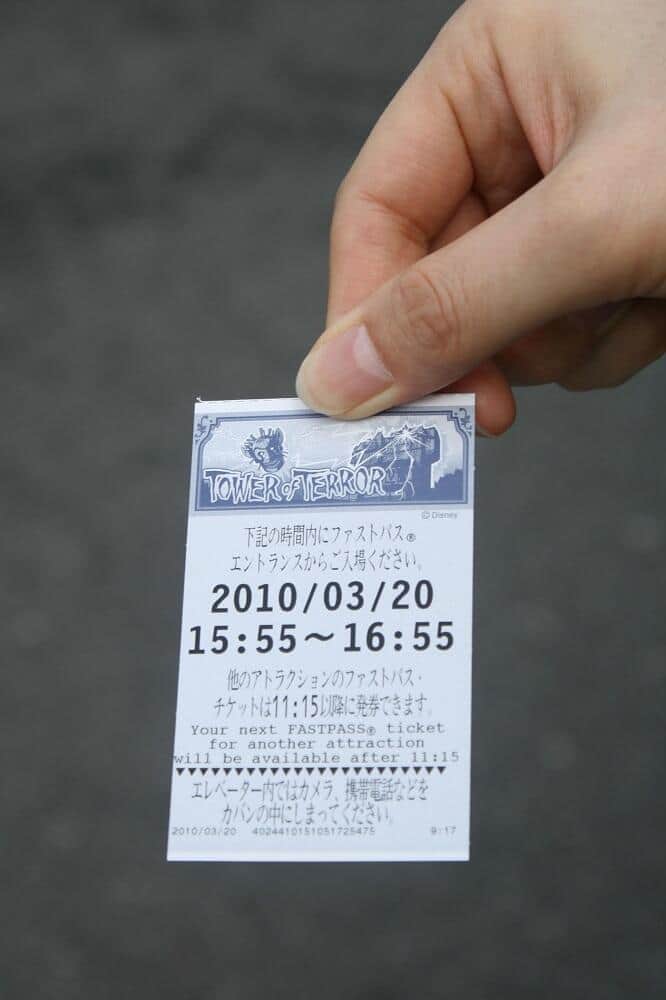 TOWER of TERROR
© Disney
下記の時間内にファストパス®
エントランスからご入場ください。
2010/03/20
15:55～16:55
他のアトラクションのファストパス・
チケットは11:15以降に発券できます。
Your next FASTPASS® ticket
for another attraction
will be available after 11:15
▼▼▼▼▼▼▼▼▼▼▼▼▼▼▼▼▼▼▼▼▼▼▼▼▼▼▼▼▼▼
エレベーター内ではカメラ、携帯電話などを
カバンの中にしまってください。
2010/03/20 4024410151051725475 9:17